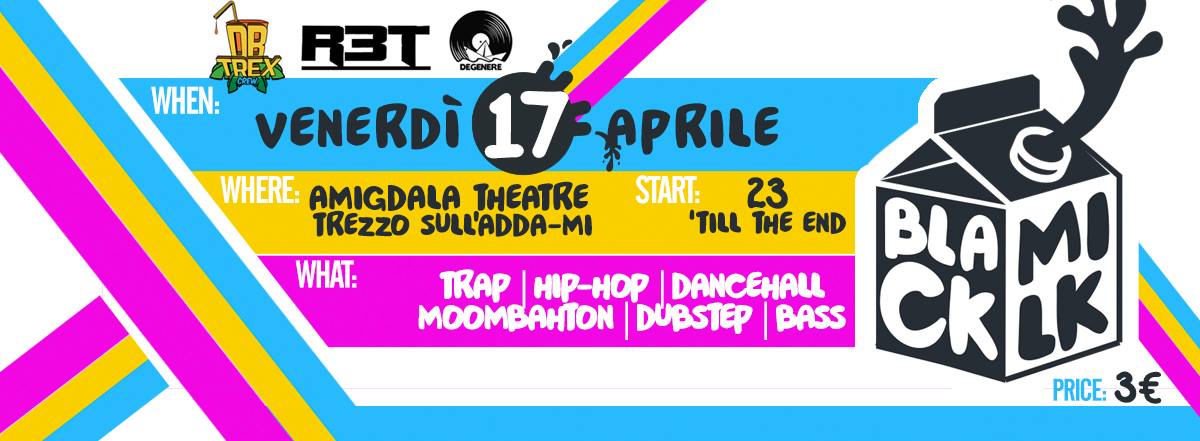 DB
TREX
CREW
R3T
DEGENERE
WHEN:
VENERDÌ 17 APRILE
WHERE: AMIGDALA THEATRE
TREZZO SULL'ADDA-MI
START: 23
'TILL THE END
WHAT: TRAP | HIP-HOP | DANCEHALL
MOOMBAHTON | DUBSTEP | BASS
BLA
CK
MI
LK
PRICE: 3€